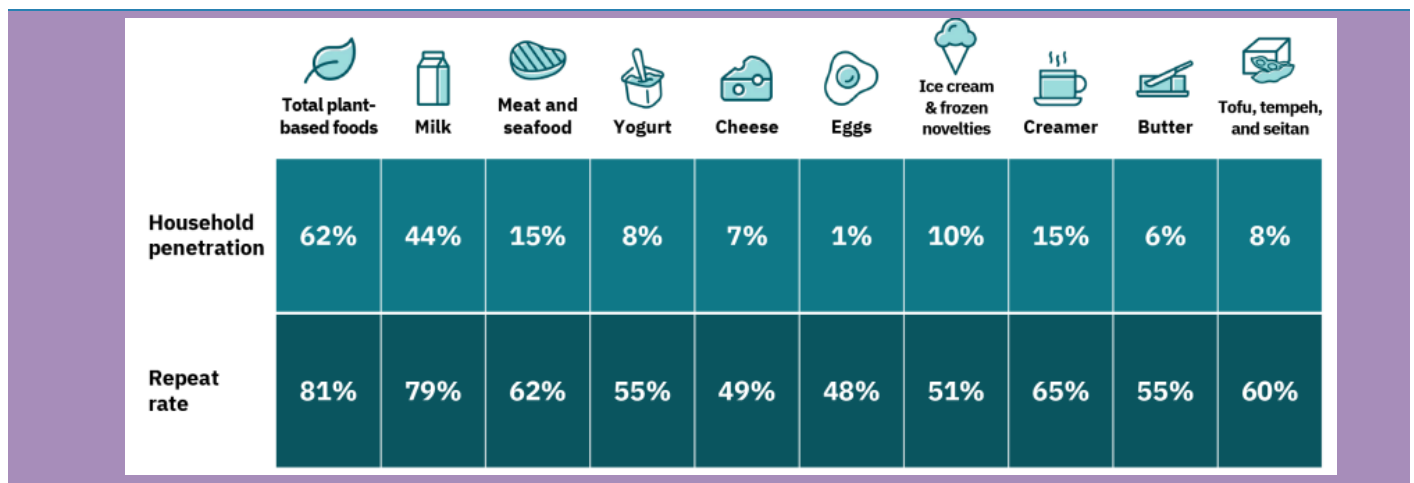 Total plant-
based foods
Milk
Meat and
seafood
Yogurt
Cheese
Eggs
Ice cream
& frozen
novelties
Creamer
Butter
Tofu, tempeh,
and seitan
Household
penetration
62% 44% 15% 8% 7% 1% 10% 15% 6% 8%
Repeat
rate
81% 79% 62% 55% 49% 48% 51% 65% 55% 60%